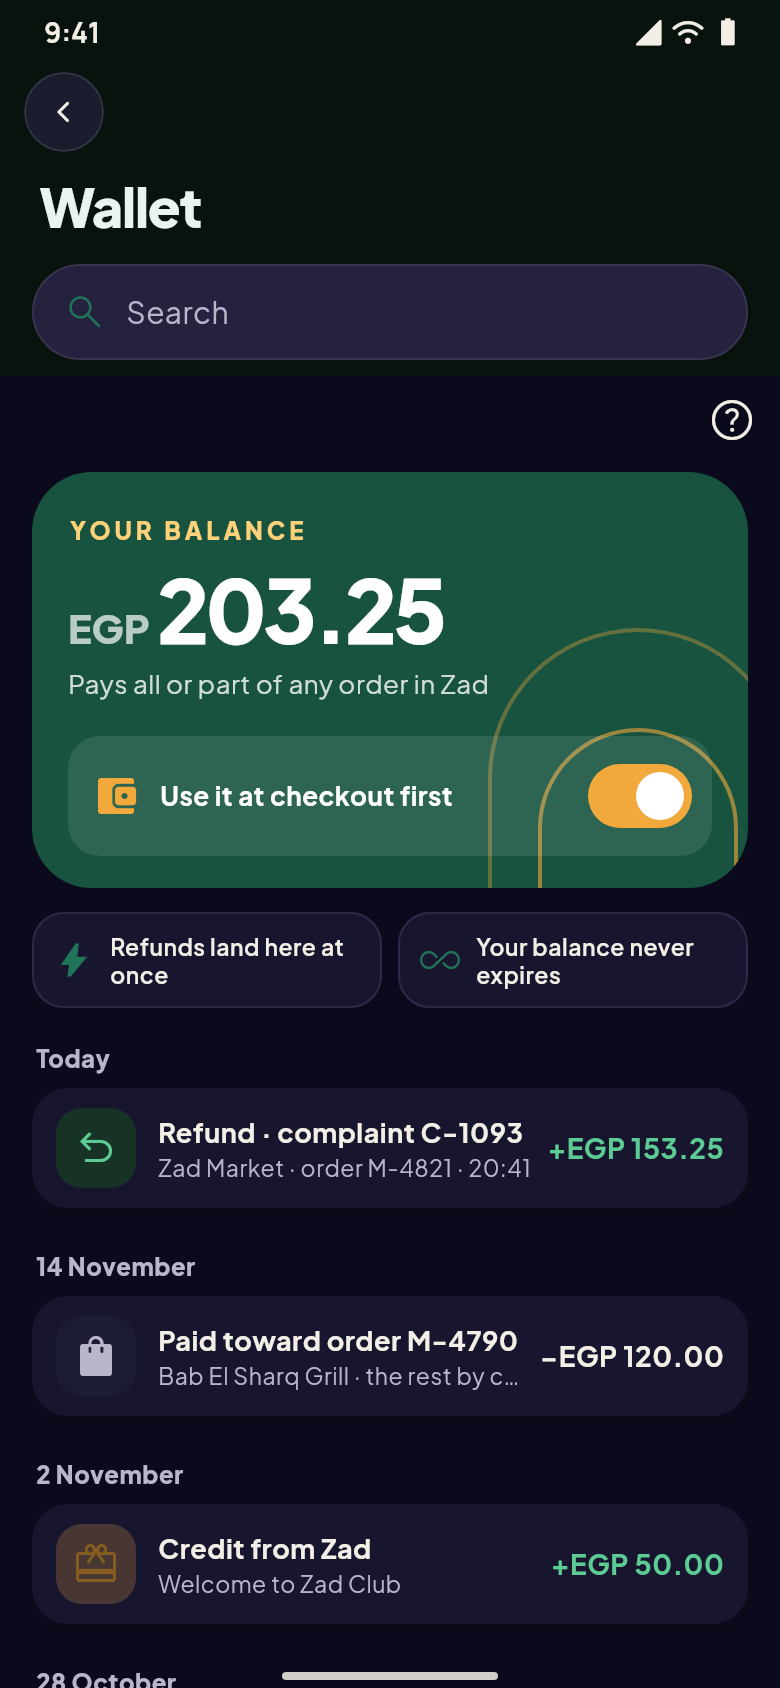 9:41
Wallet
Search
YOUR BALANCE
EGP 203.25
Pays all or part of any order in Zad
Use it at checkout first
Refunds land here at
once
Your balance never
expires
Today
Refund · complaint C-1093
+EGP 153.25
Zad Market · order M-4821 · 20:41
14 November
Paid toward order M-4790
−EGP 120.00
Bab El Sharq Grill · the rest by c…
2 November
Credit from Zad
+EGP 50.00
Welcome to Zad Club
28 October